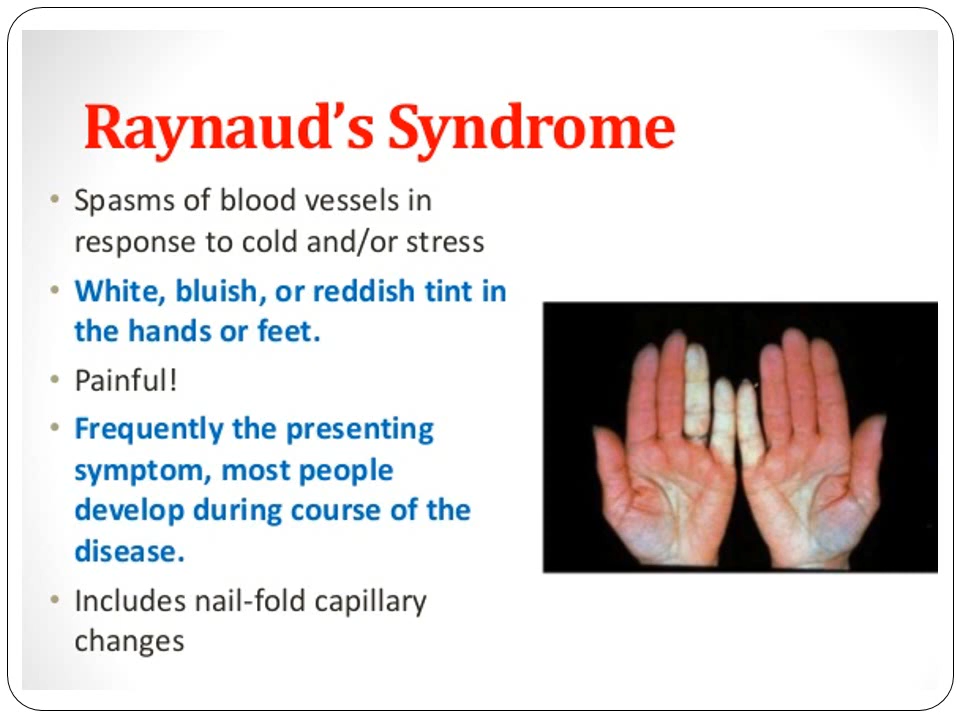 Raynaud’s Syndrome
• Spasms of blood vessels in
response to cold and/or stress
• White, bluish, or reddish tint in
the hands or feet.
• Painful!
• Frequently the presenting
symptom, most people
develop during course of the
disease.
• Includes nail-fold capillary
changes